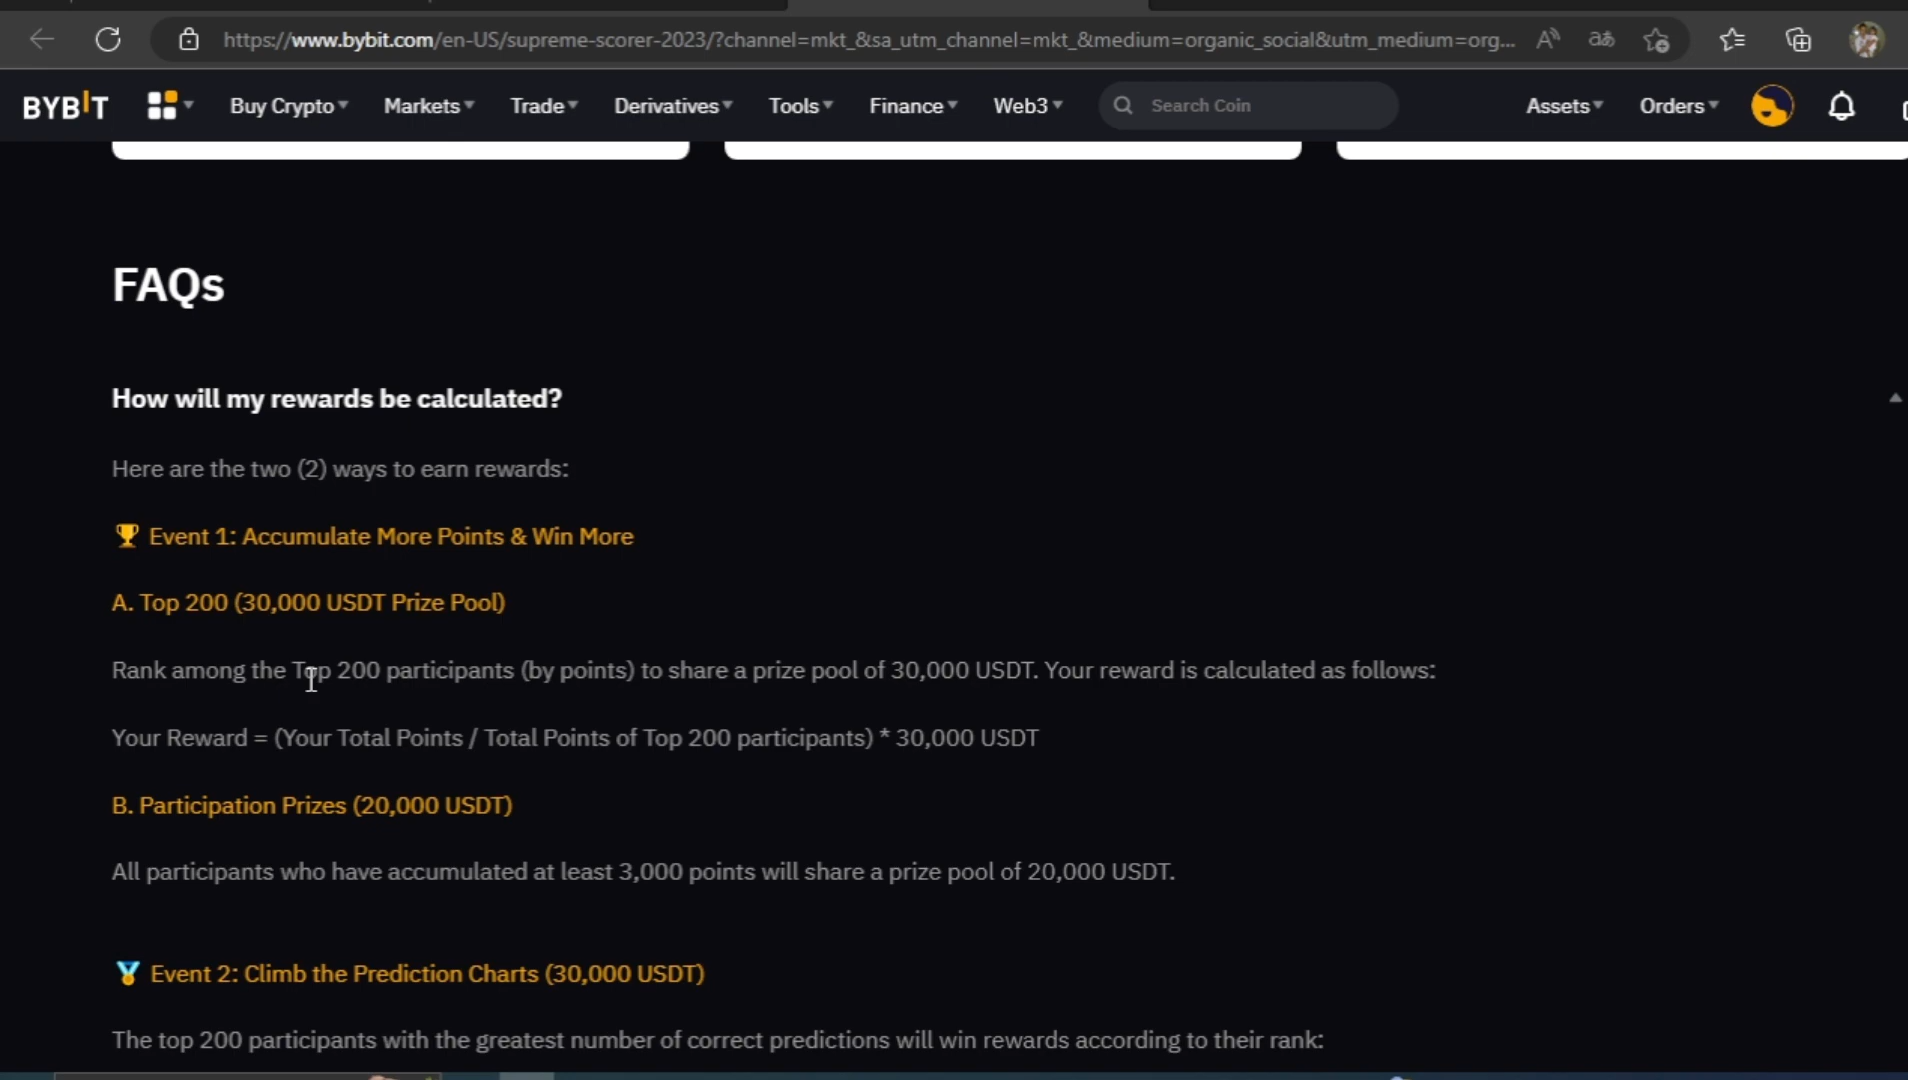 https://www.bybit.com/en-US/supreme-scorer-2023/?channel=mkt_&sa_utm_channel=mkt_&medium=organic_social&utm_medium=org...
BYBIT Buy Crypto Markets Trade Derivatives Tools Finance Web3 Search Coin Assets Orders
FAQs
How will my rewards be calculated?
Here are the two (2) ways to earn rewards:
🏆 Event 1: Accumulate More Points & Win More
A. Top 200 (30,000 USDT Prize Pool)
Rank among the Top 200 participants (by points) to share a prize pool of 30,000 USDT. Your reward is calculated as follows:
Your Reward = (Your Total Points / Total Points of Top 200 participants) * 30,000 USDT
B. Participation Prizes (20,000 USDT)
All participants who have accumulated at least 3,000 points will share a prize pool of 20,000 USDT.
🏅 Event 2: Climb the Prediction Charts (30,000 USDT)
The top 200 participants with the greatest number of correct predictions will win rewards according to their rank: